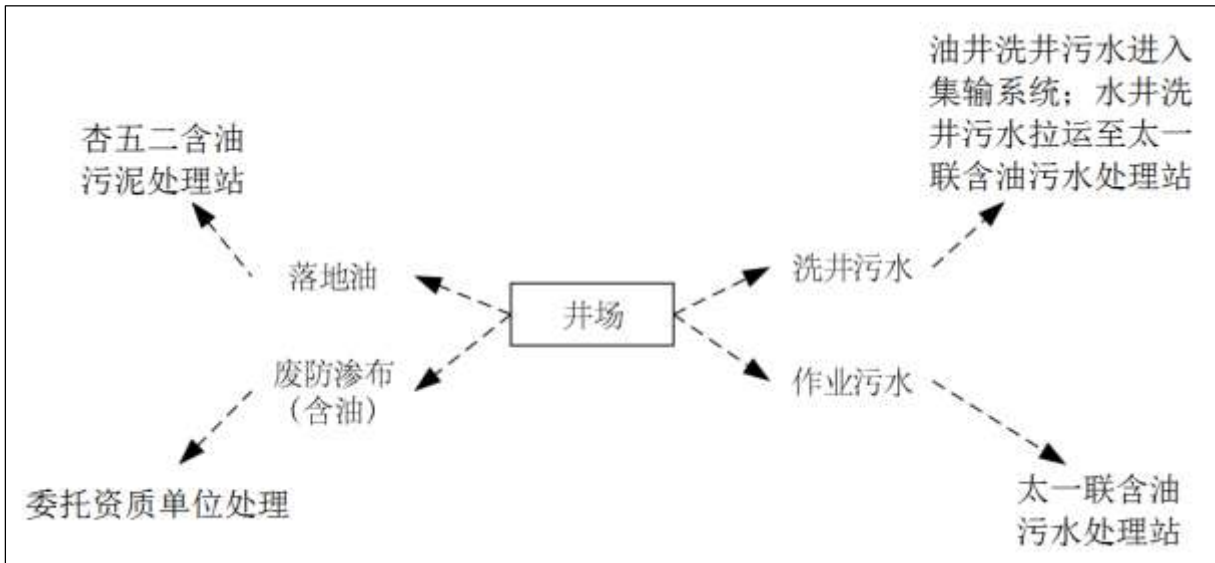 油井洗井污水进入
集输系统；水井洗
井污水拉运至太一
联含油污水处理站
杏五二含油
污泥处理站
落地油
洗井污水
井场
废防渗布
（含油）
作业污水
委托资质单位处理
太一联含油
污水处理站